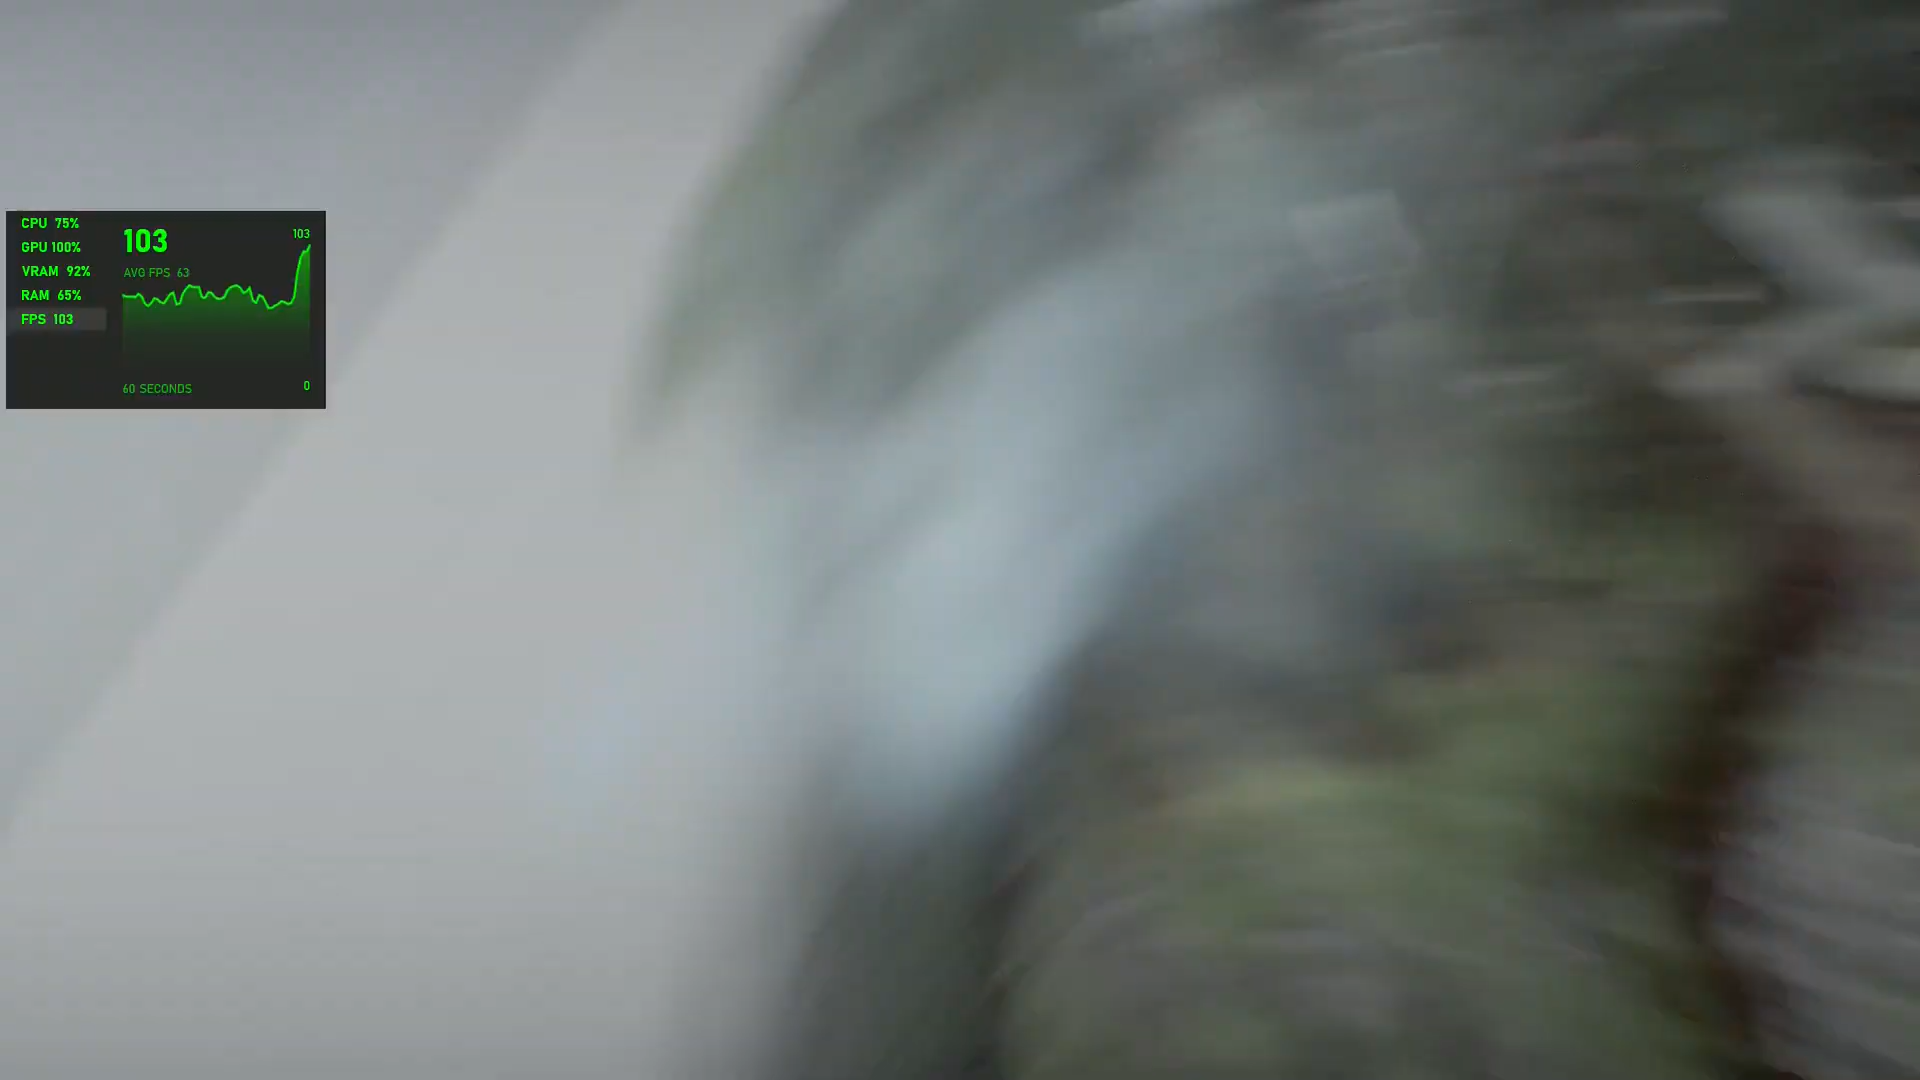 CPU 75%
GPU 100%
VRAM 92%
RAM 65%
FPS 103
103
AVG FPS 63
103
60 SECONDS
0